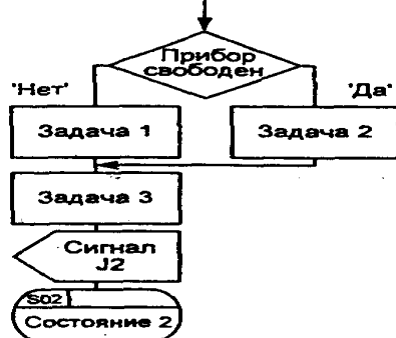 Прибор
свободен
'Нет'
'Да'
Задача 1
Задача 2
Задача 3
Сигнал
J2
S02
Состояние 2